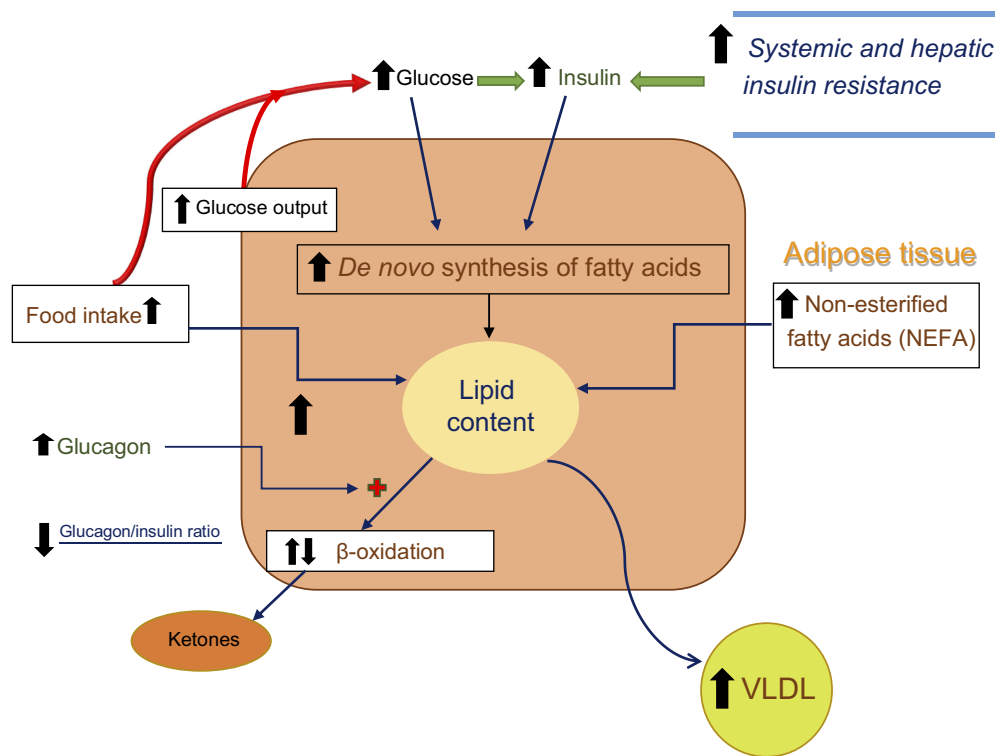 Systemic and hepatic
insulin resistance
Glucose
Insulin
Glucose output
De novo synthesis of fatty acids
Adipose tissue
Food intake
Non-esterified
fatty acids (NEFA)
Lipid
content
Glucagon
Glucagon/insulin ratio
β-oxidation
Ketones
VLDL